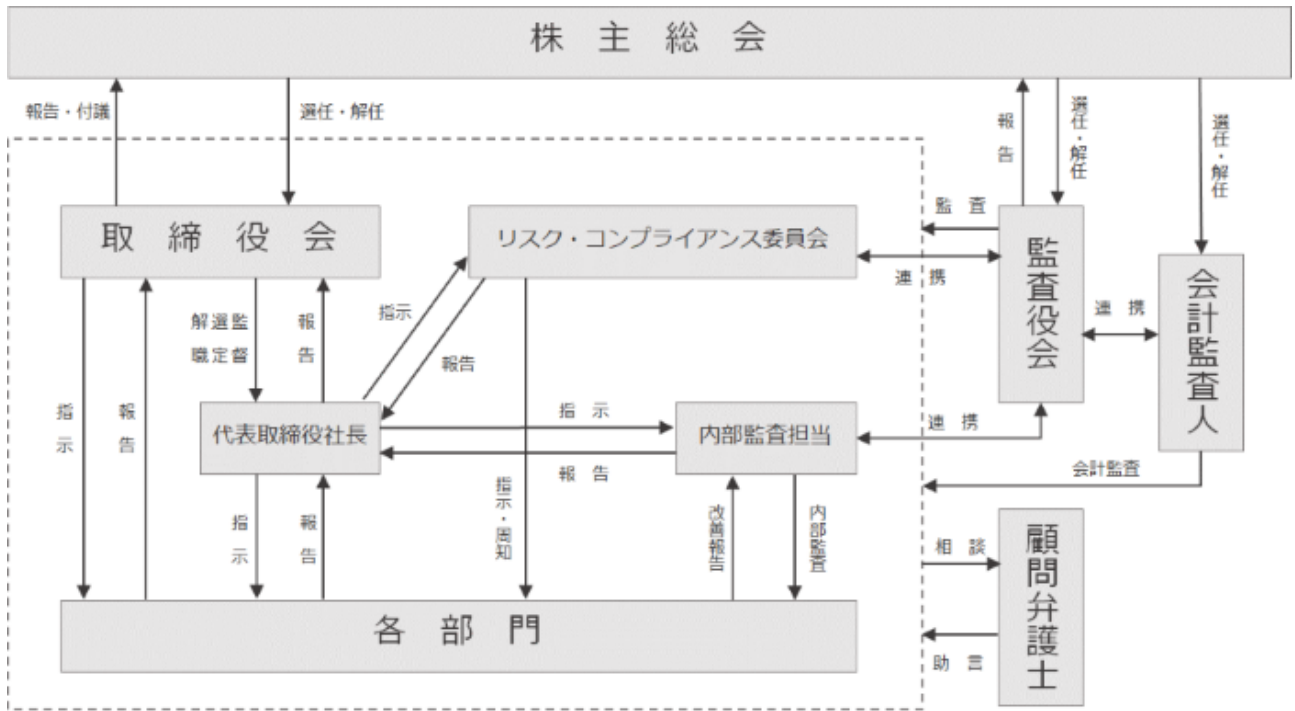 株主総会
報告・付議
選任・解任
報告
選任・解任
選任・解任
取締役会
リスク・コンプライアンス委員会
監査
連携
監査役会
連携
会計監査人
指示
報告
解選監
職定督
報告
指示
報告
代表取締役社長
指示
報告
内部監査担当
連携
会計監査
指示
報告
指示・周知
改善報告
内部監査
相談
助言
顧問弁護士
各部門